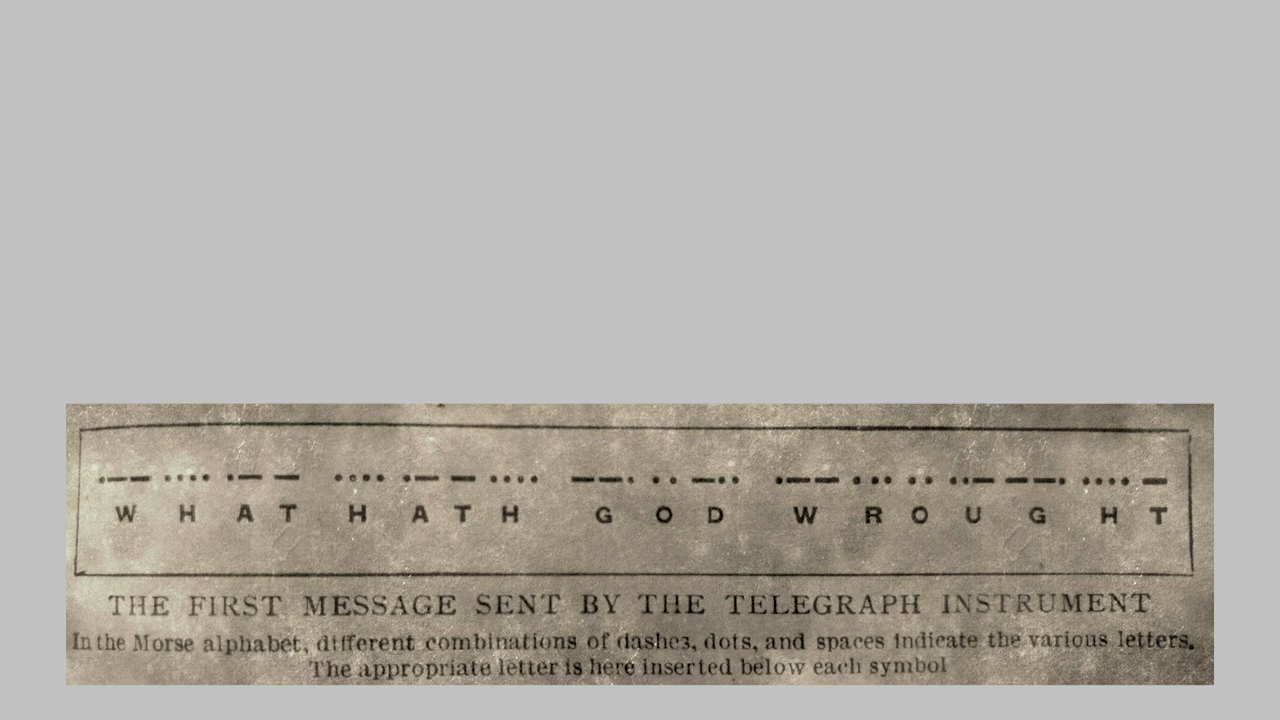 ·—— ···· ·— — ···· ·— — ···· ——· · · —·· ·—— · ·· · · ··— ——· ···· —
W H A T H A T H G O D W R O U G H T
THE FIRST MESSAGE SENT BY THE TELEGRAPH INSTRUMENT
In the Morse alphabet, different combinations of dashes, dots, and spaces indicate the various letters.
The appropriate letter is here inserted below each symbol